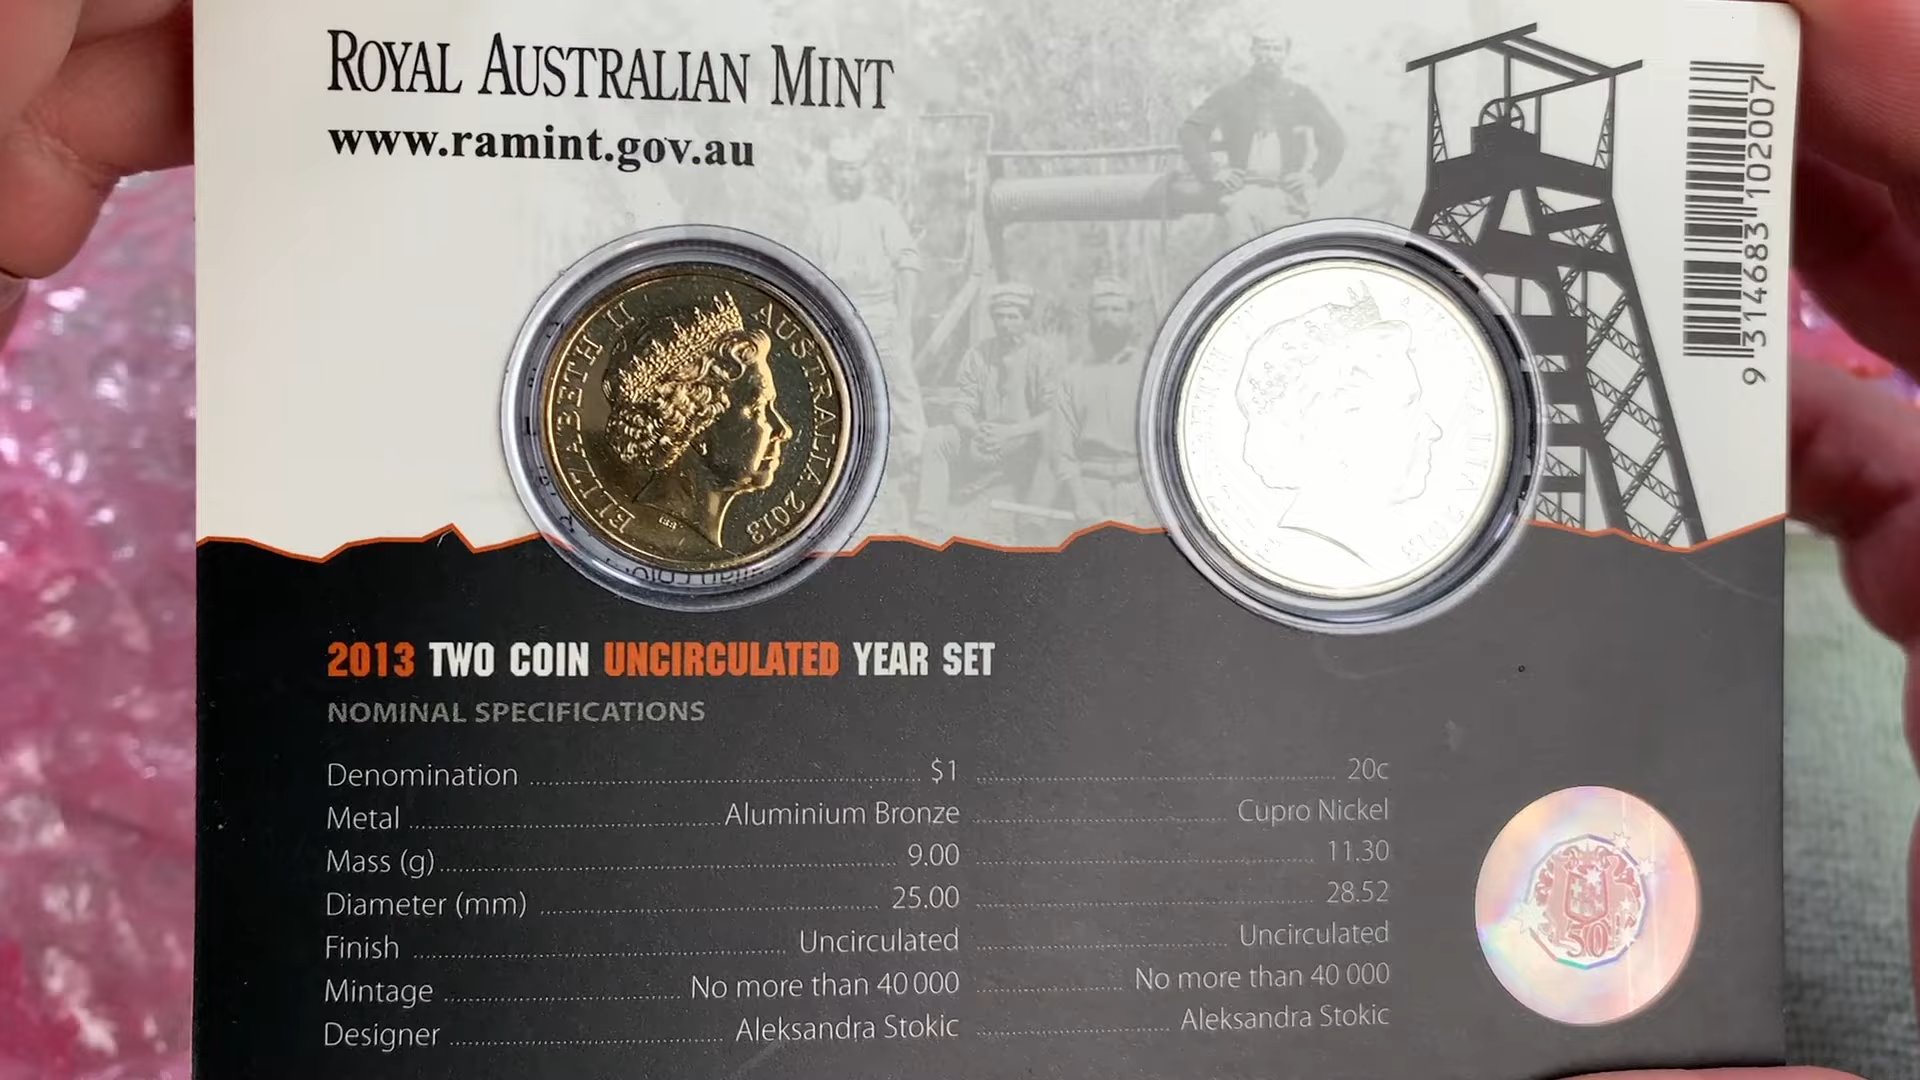 ROYAL AUSTRALIAN MINT
www.ramint.gov.au
9 314683 102007
ELIZABETH II AUSTRALIA 2013
2013 TWO COIN UNCIRCULATED YEAR SET
NOMINAL SPECIFICATIONS
Denomination $1 20c
Metal Aluminium Bronze Cupro Nickel
Mass (g) 9.00 11.30
Diameter (mm) 25.00 28.52
Finish Uncirculated Uncirculated
Mintage No more than 40 000 No more than 40 000
Designer Aleksandra Stokic Aleksandra Stokic
50